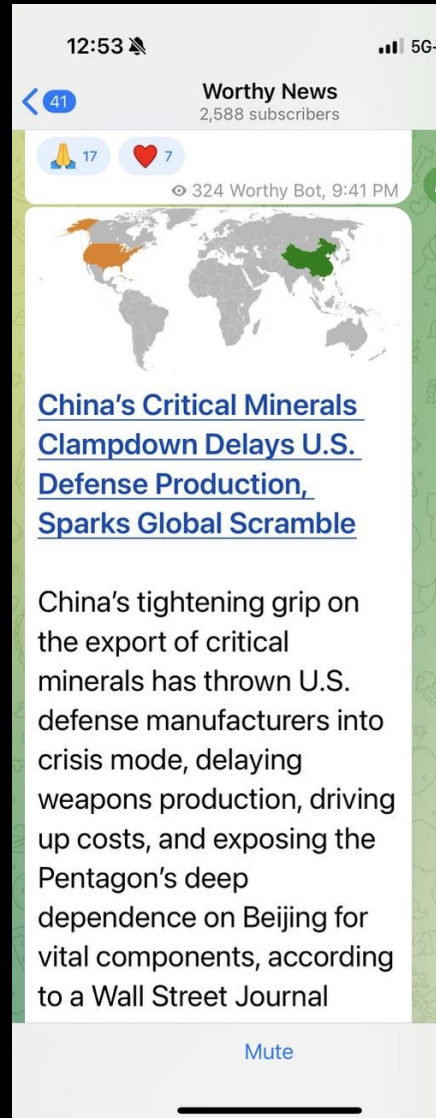 12:53
5G
41
Worthy News
2,588 subscribers
🙏 17 ❤️ 7
324 Worthy Bot, 9:41 PM
China’s Critical Minerals
Clampdown Delays U.S.
Defense Production,
Sparks Global Scramble
China’s tightening grip on
the export of critical
minerals has thrown U.S.
defense manufacturers into
crisis mode, delaying
weapons production, driving
up costs, and exposing the
Pentagon’s deep
dependence on Beijing for
vital components, according
to a Wall Street Journal
Mute